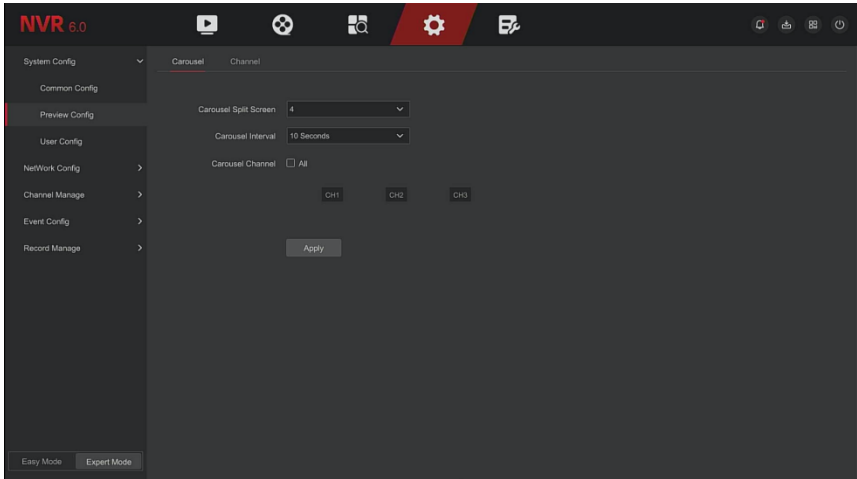 NVR 6.0
System Config
Common Config
Preview Config
User Config
NetWork Config
Channel Manage
Event Config
Record Manage
Easy Mode Expert Mode
Carousel Channel
Carousel Split Screen 4
Carousel Interval 10 Seconds
Carousel Channel All
CH1 CH2 CH3
Apply